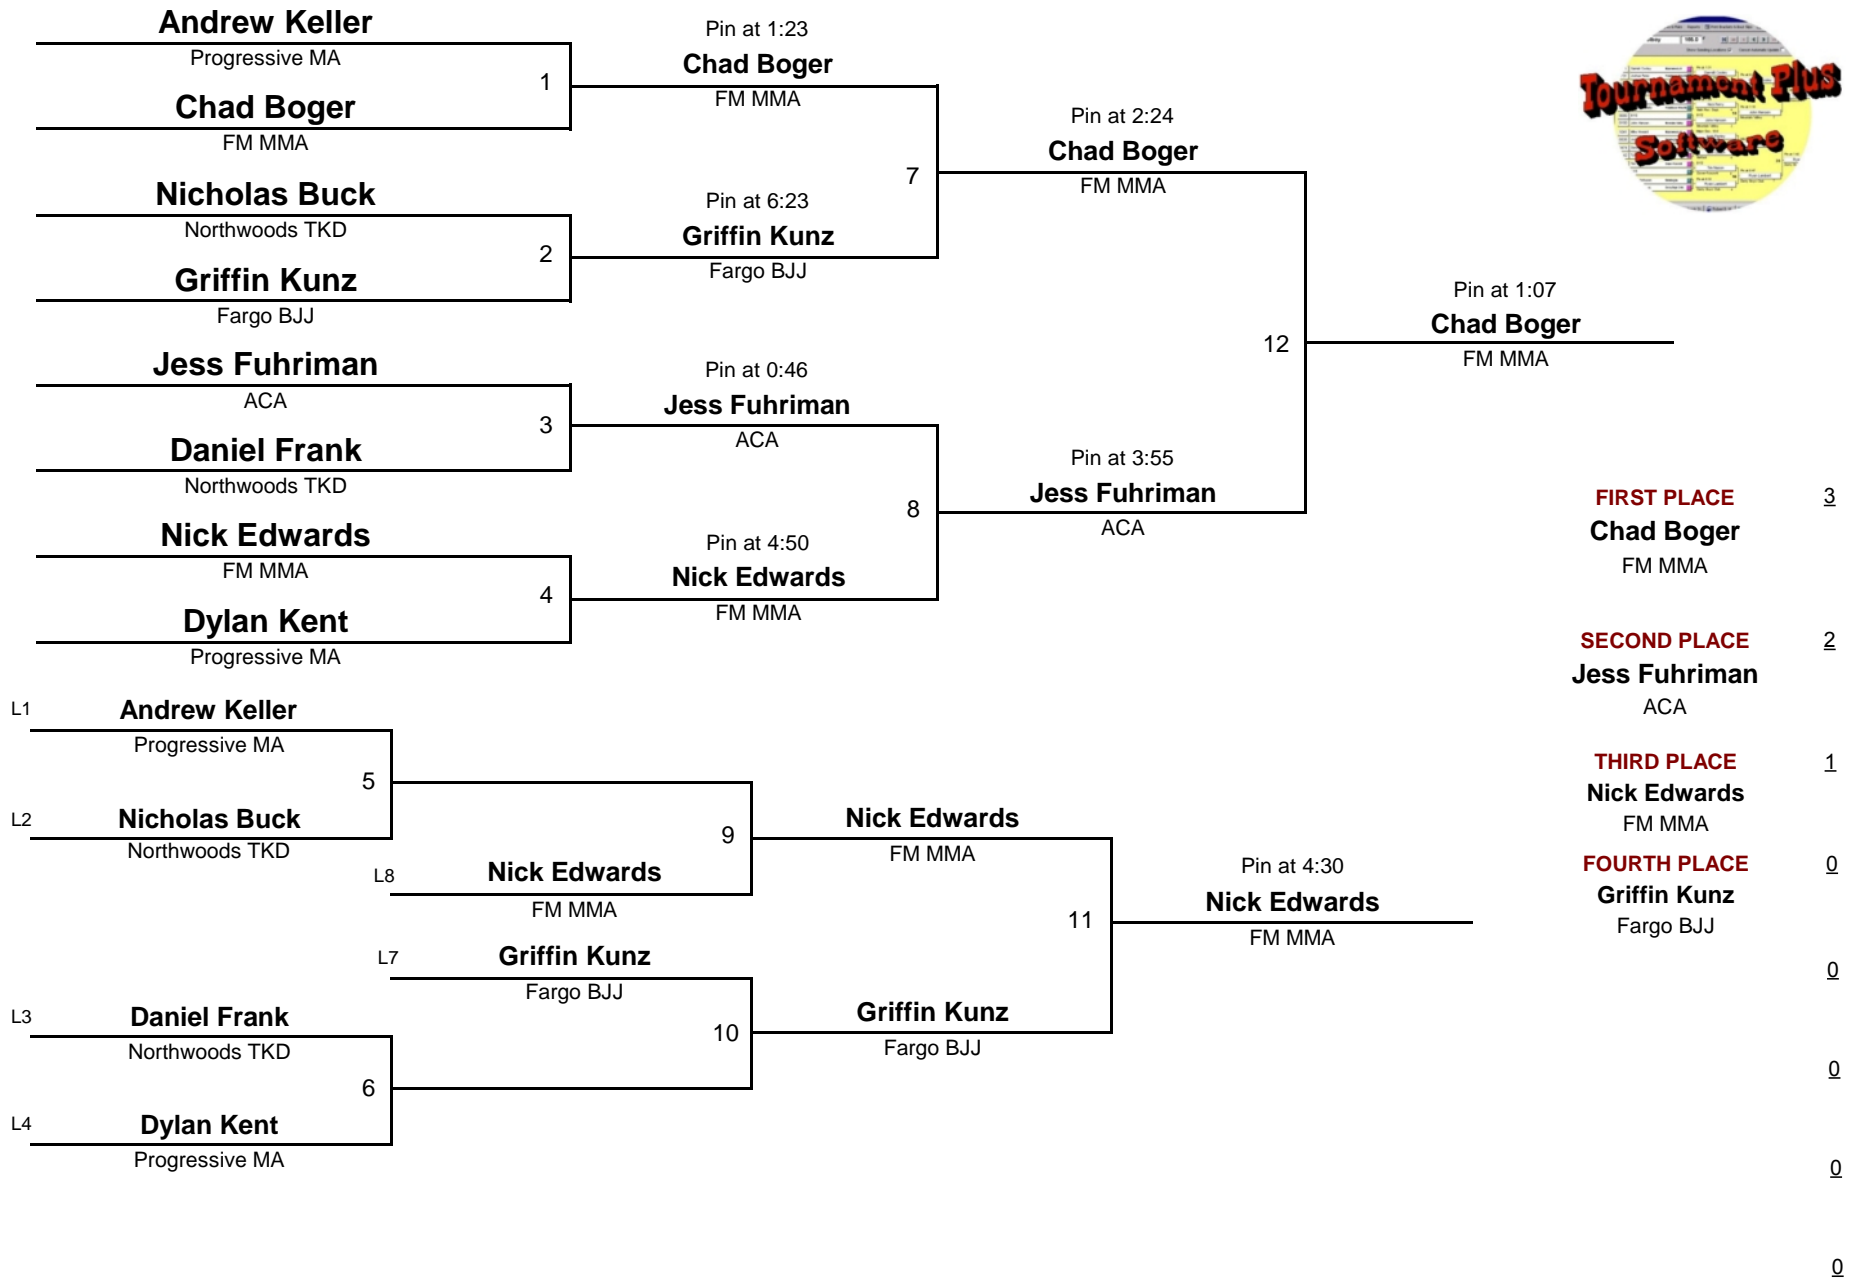 Andrew Keller
Progressive MA
1
Chad Boger
FM MMA
Nicholas Buck
Northwoods TKD
2
Griffin Kunz
Fargo BJJ
Jess Fuhriman
ACA
3
Daniel Frank
Northwoods TKD
Nick Edwards
FM MMA
4
Dylan Kent
Progressive MA
Pin at 1:23
Chad Boger
FM MMA
7
Pin at 6:23
Griffin Kunz
Fargo BJJ
Pin at 0:46
Jess Fuhriman
ACA
8
Pin at 4:50
Nick Edwards
FM MMA
Pin at 2:24
Chad Boger
FM MMA
12
Pin at 3:55
Jess Fuhriman
ACA
Pin at 1:07
Chad Boger
FM MMA
Tournament Plus
Software
FIRST PLACE 3
Chad Boger
FM MMA
SECOND PLACE 2
Jess Fuhriman
ACA
THIRD PLACE 1
Nick Edwards
FM MMA
FOURTH PLACE 0
Griffin Kunz
Fargo BJJ
0
0
0
0
L1 Andrew Keller
Progressive MA
5
L2 Nicholas Buck
Northwoods TKD
9
L8 Nick Edwards
FM MMA
L7 Griffin Kunz
Fargo BJJ
10
L3 Daniel Frank
Northwoods TKD
6
L4 Dylan Kent
Progressive MA
Nick Edwards
FM MMA
11
Griffin Kunz
Fargo BJJ
Pin at 4:30
Nick Edwards
FM MMA